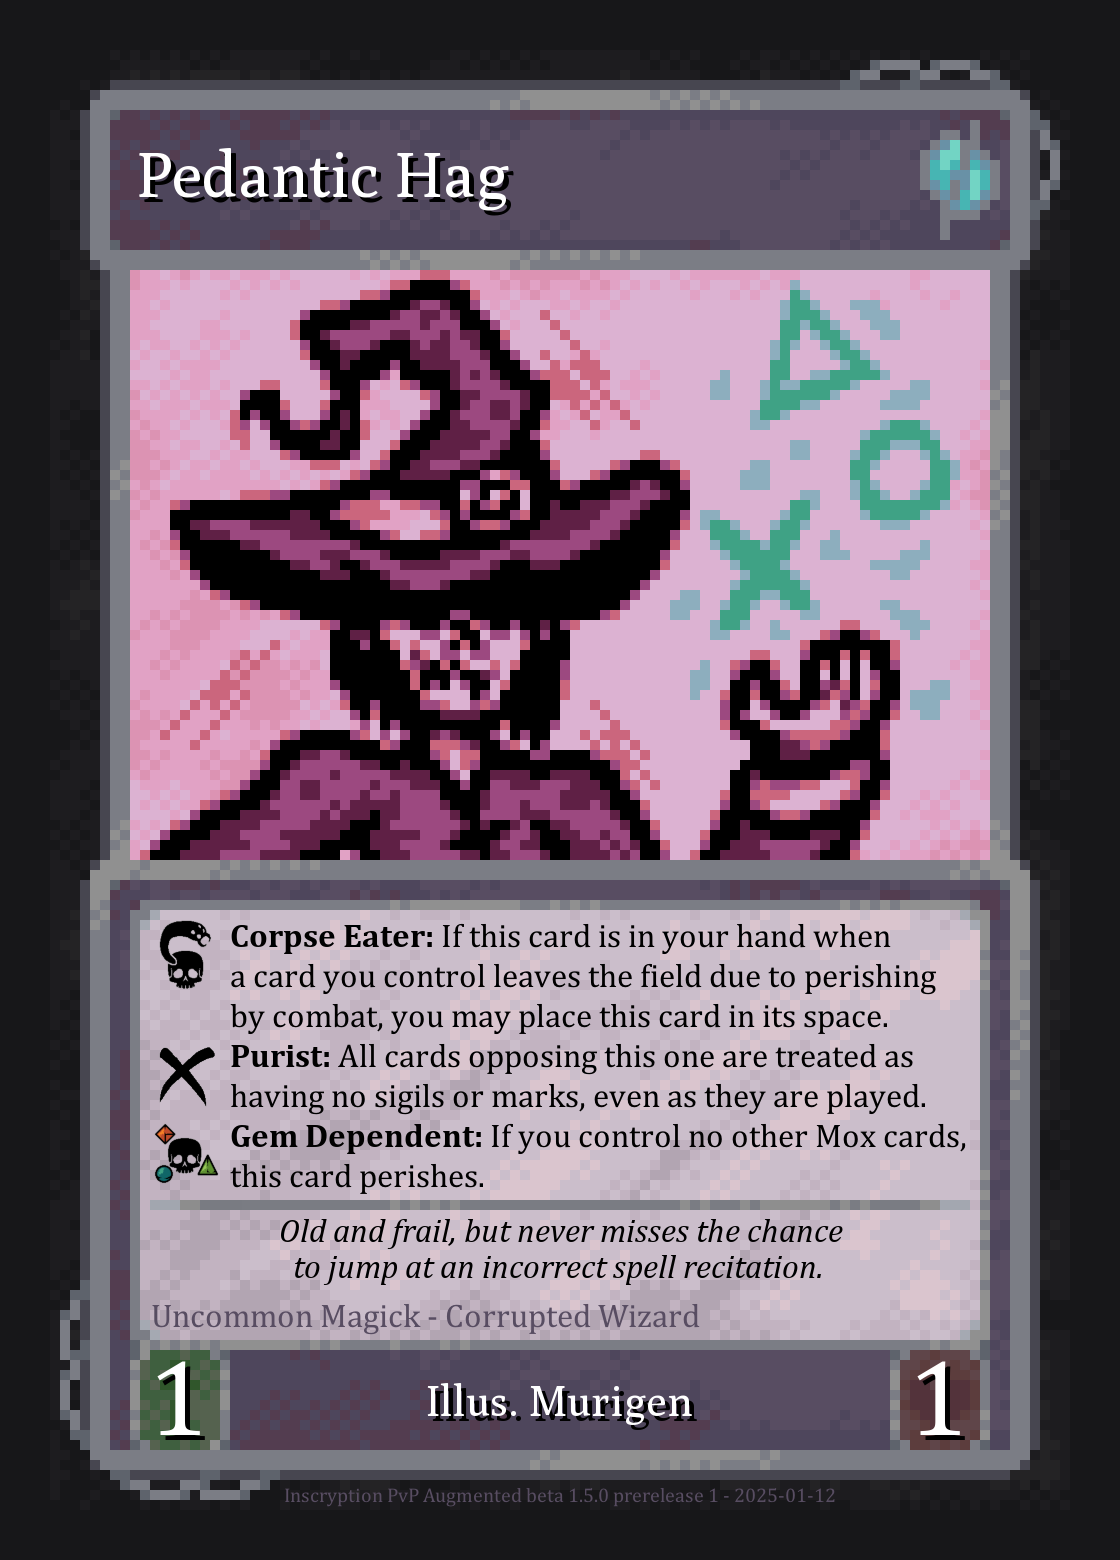 Pedantic Hag
Corpse Eater: If this card is in your hand when
a card you control leaves the field due to perishing
by combat, you may place this card in its space.
Purist: All cards opposing this one are treated as
having no sigils or marks, even as they are played.
Gem Dependent: If you control no other Mox cards,
this card perishes.
Old and frail, but never misses the chance
to jump at an incorrect spell recitation.
Uncommon Magick - Corrupted Wizard
1 Illus. Murigen 1
Inscryption PvP Augmented beta 1.5.0 prerelease 1 - 2025-01-12